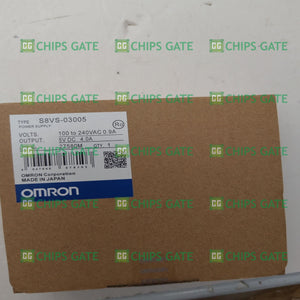 CHIPS GATE
TYPE S8VS-03005
POWER SUPPLY
VOLTS. 100 to 240VAC 0.9A
OUTPUT. 5V DC 4.0A
QTY. 1
OMRON Corporation
MADE IN JAPAN
OMRON